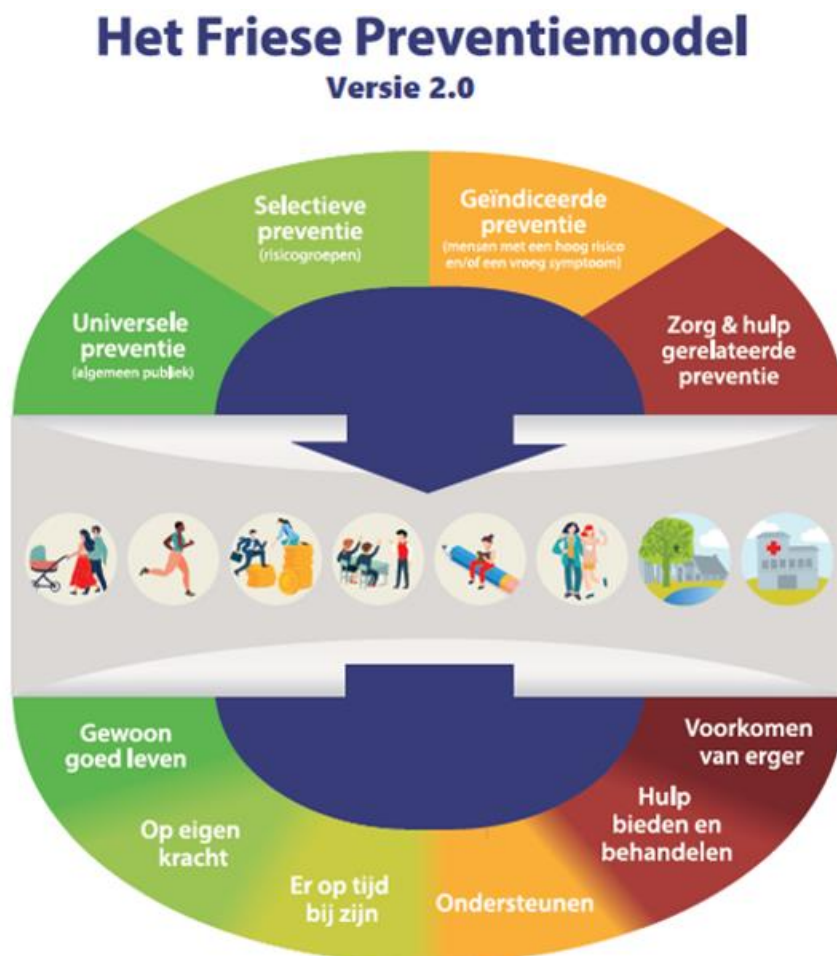 Het Friese Preventiemodel
Versie 2.0
Selectieve
preventie
(risicogroepen)
Geïndiceerde
preventie
(mensen met een hoog risico
en/of een vroeg symptoom)
Universele
preventie
(algemeen publiek)
Zorg & hulp
gerelateerde
preventie
Gewoon
goed leven
Op eigen
kracht
Er op tijd
bij zijn
Ondersteunen
Hulp
bieden en
behandelen
Voorkomen
van erger